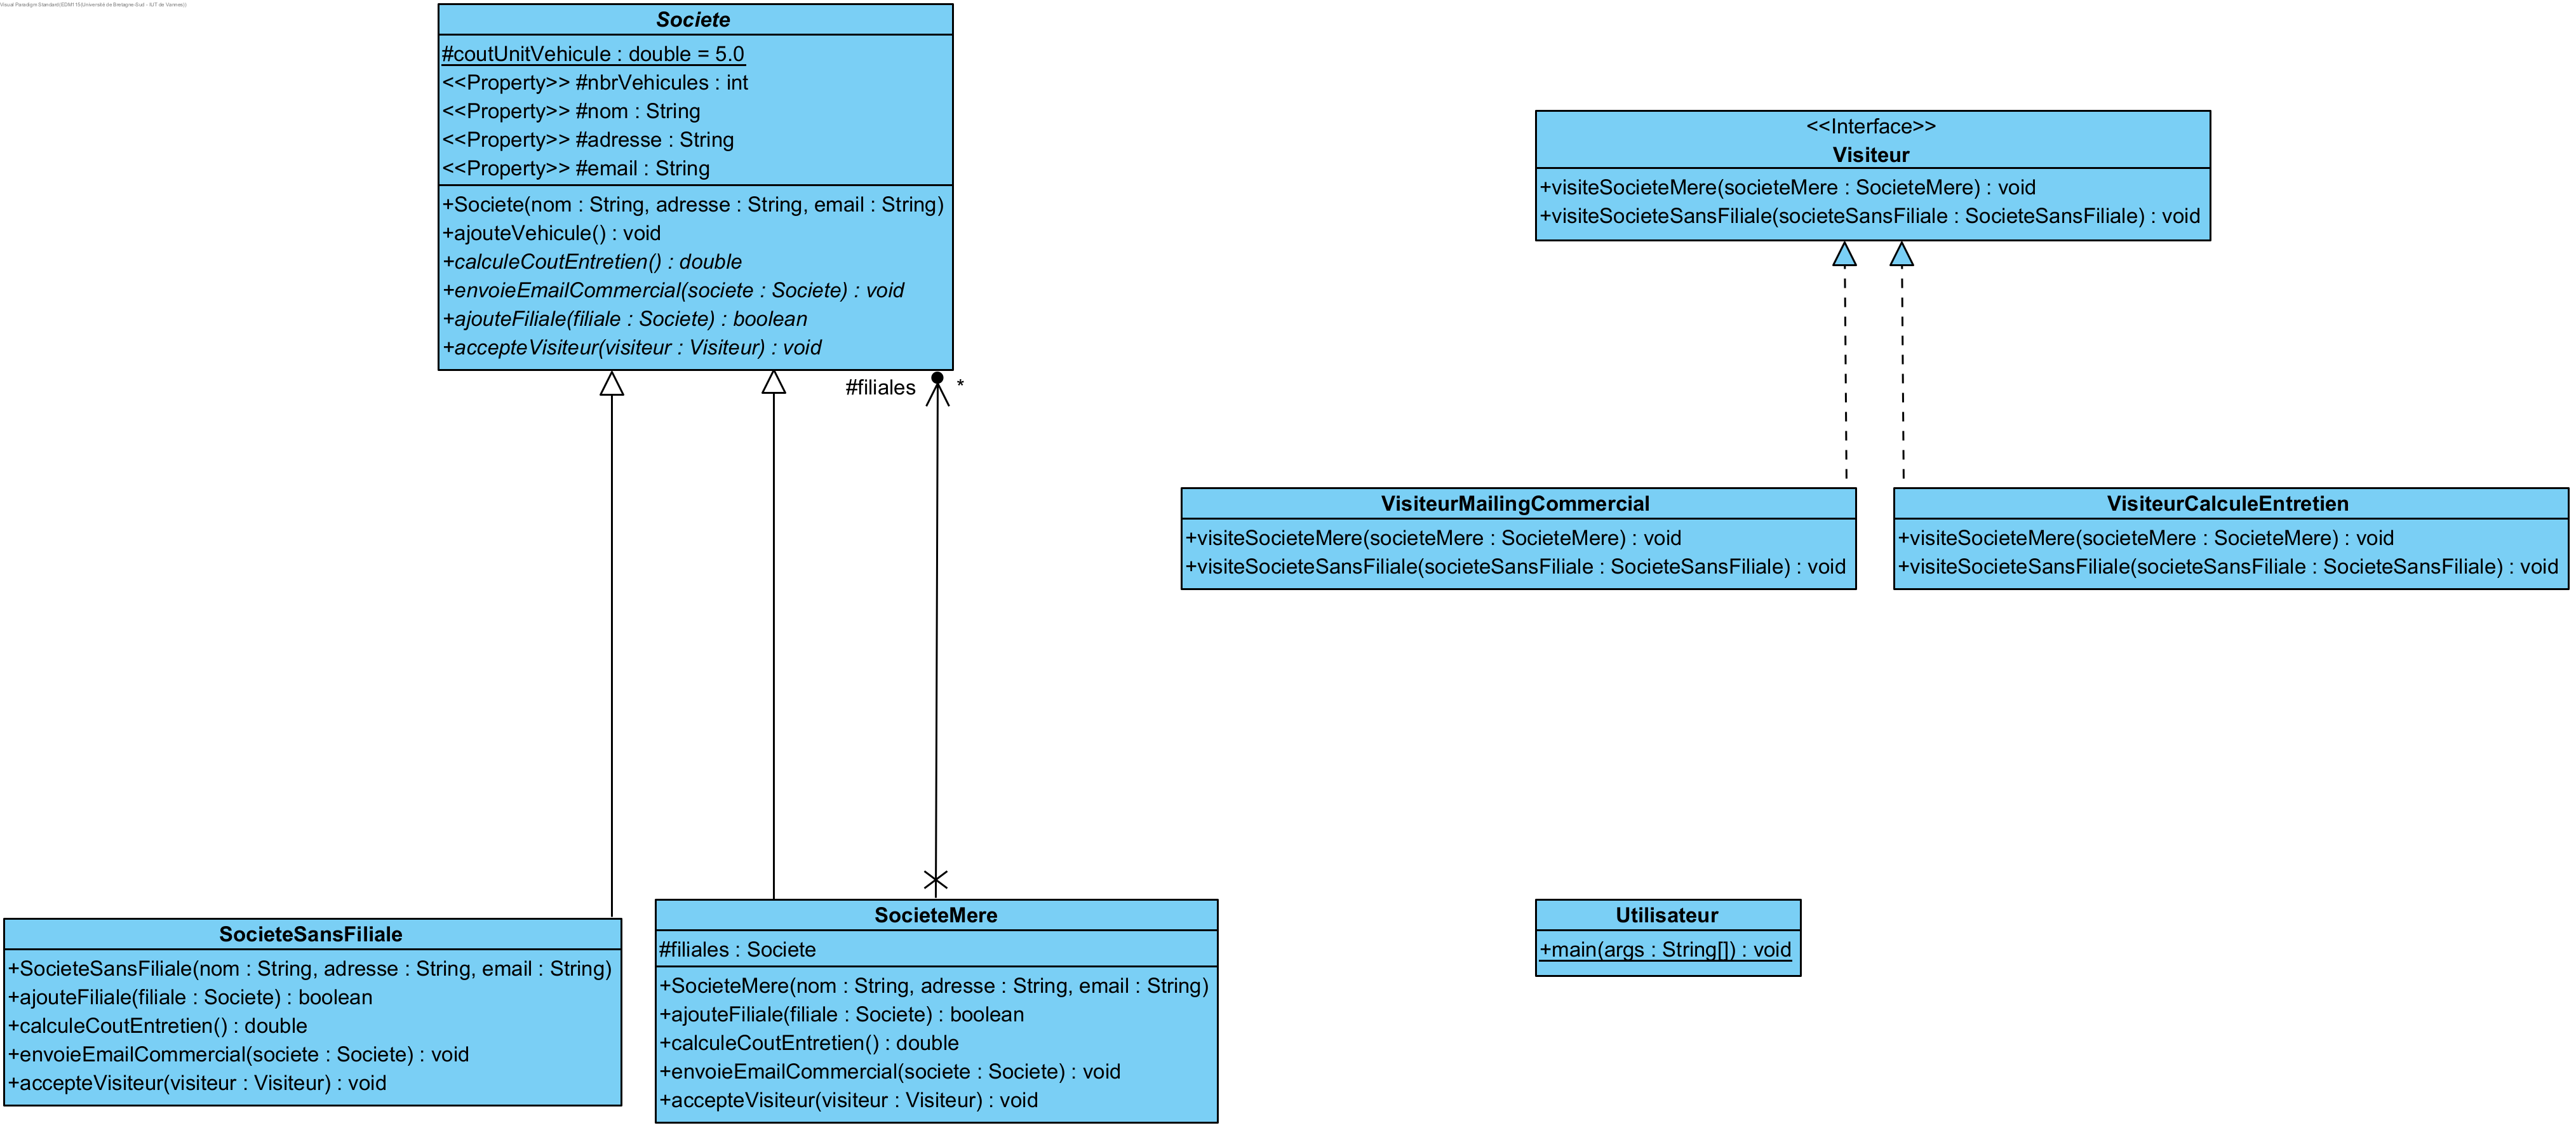 Visual Paradigm Standard(EDM115(Université de Bretagne-Sud - IUT de Vannes))
Societe
#coutUnitVehicule : double = 5.0
<<Property>> #nbrVehicules : int
<<Property>> #nom : String
<<Property>> #adresse : String
<<Property>> #email : String
+Societe(nom : String, adresse : String, email : String)
+ajouteVehicule() : void
+calculeCoutEntretien() : double
+envoieEmailCommercial(societe : Societe) : void
+ajouteFiliale(filiale : Societe) : boolean
+accepteVisiteur(visiteur : Visiteur) : void
#filiales
*
<<Interface>>
Visiteur
+visiteSocieteMere(societeMere : SocieteMere) : void
+visiteSocieteSansFiliale(societeSansFiliale : SocieteSansFiliale) : void
VisiteurMailingCommercial
+visiteSocieteMere(societeMere : SocieteMere) : void
+visiteSocieteSansFiliale(societeSansFiliale : SocieteSansFiliale) : void
VisiteurCalculeEntretien
+visiteSocieteMere(societeMere : SocieteMere) : void
+visiteSocieteSansFiliale(societeSansFiliale : SocieteSansFiliale) : void
SocieteSansFiliale
+SocieteSansFiliale(nom : String, adresse : String, email : String)
+ajouteFiliale(filiale : Societe) : boolean
+calculeCoutEntretien() : double
+envoieEmailCommercial(societe : Societe) : void
+accepteVisiteur(visiteur : Visiteur) : void
SocieteMere
#filiales : Societe
+SocieteMere(nom : String, adresse : String, email : String)
+ajouteFiliale(filiale : Societe) : boolean
+calculeCoutEntretien() : double
+envoieEmailCommercial(societe : Societe) : void
+accepteVisiteur(visiteur : Visiteur) : void
Utilisateur
+main(args : String[]) : void